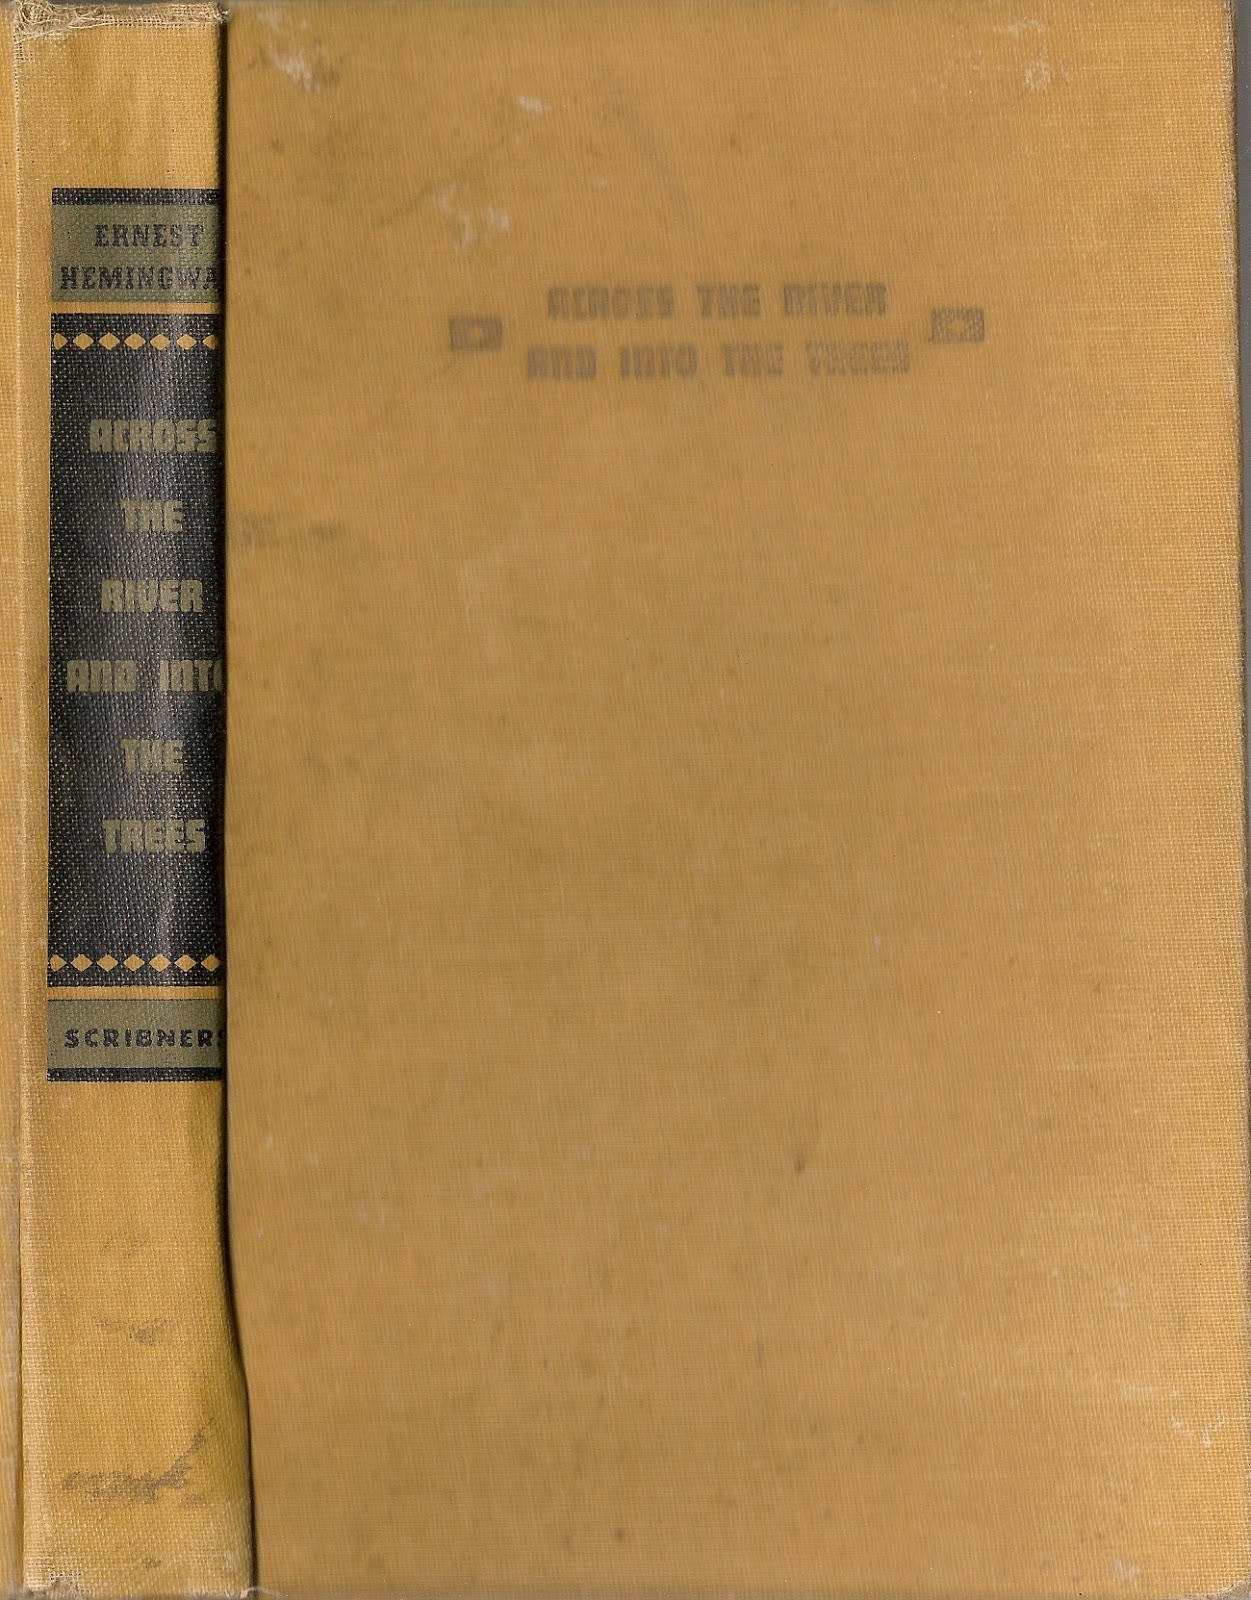 ERNEST
HEMINGWA
ACROSS
THE
RIVER
AND INTO
THE
TREES
SCRIBNERS
ACROSS THE RIVER
AND INTO THE TREES